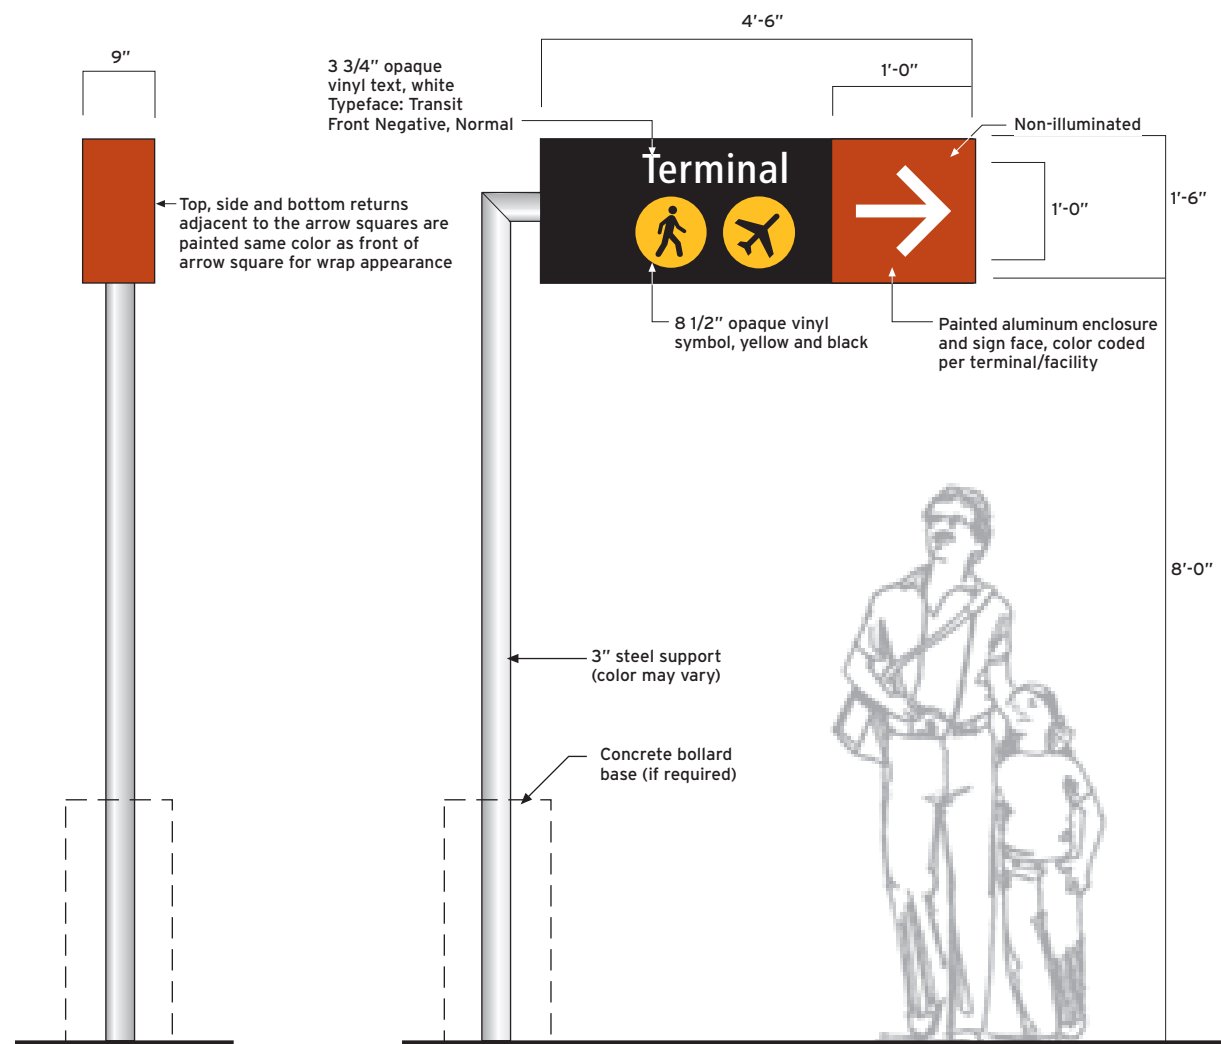 4'-6"
9"
3 3/4" opaque
vinyl text, white
Typeface: Transit
Front Negative, Normal
1'-0"
Non-illuminated
Terminal
Top, side and bottom returns
adjacent to the arrow squares are
painted same color as front of
arrow square for wrap appearance
1'-0"
1'-6"
8 1/2" opaque vinyl
symbol, yellow and black
Painted aluminum enclosure
and sign face, color coded
per terminal/facility
8'-0"
3" steel support
(color may vary)
Concrete bollard
base (if required)